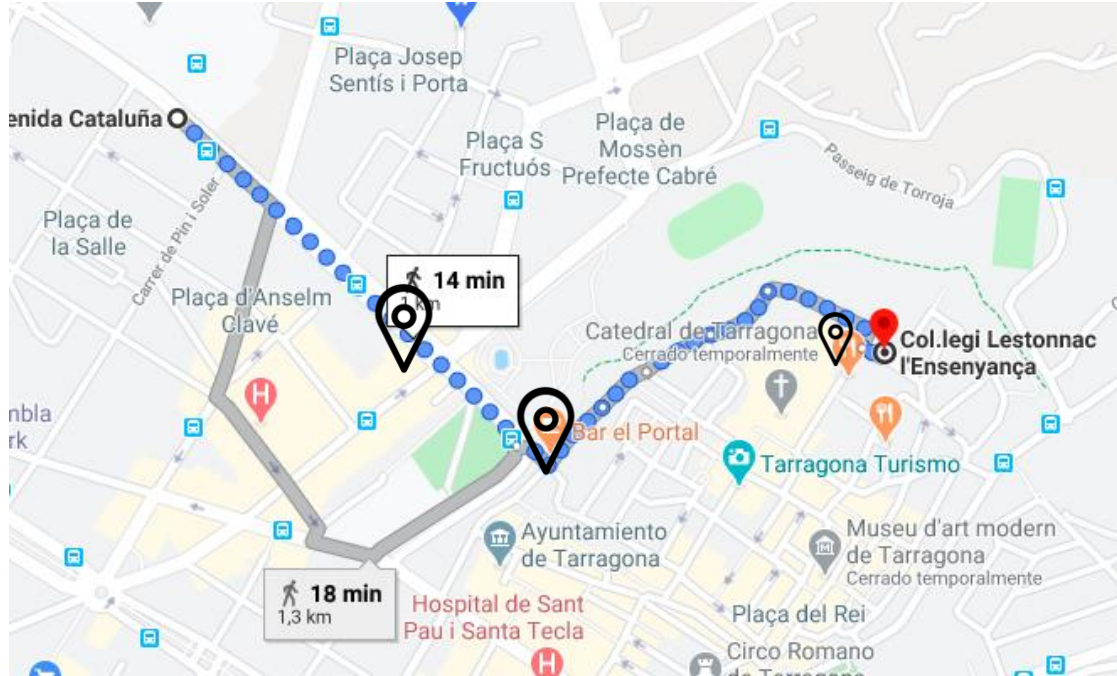 Plaça Josep
Sentís i Porta
enida Cataluña
Plaça S
Fructuós
Plaça de
Mossèn
Prefecte Cabré
Passeig de Torroja
Plaça de
la Salle
Carrer de Pin i Soler
14 min
Plaça d'Anselm
Clavé
Catedral de Tarragona
Cerrado temporalmente
Col.legi Lestonnac
l'Ensenyança
H
mbla
rk
Bar el Portal
Tarragona Turismo
Ayuntamiento
de Tarragona
Museu d'art modern
de Tarragona
Cerrado temporalmente
18 min
1,3 km
Hospital de Sant
Pau i Santa Tecla
H
Plaça del Rei
Circo Romano
de Tarragona